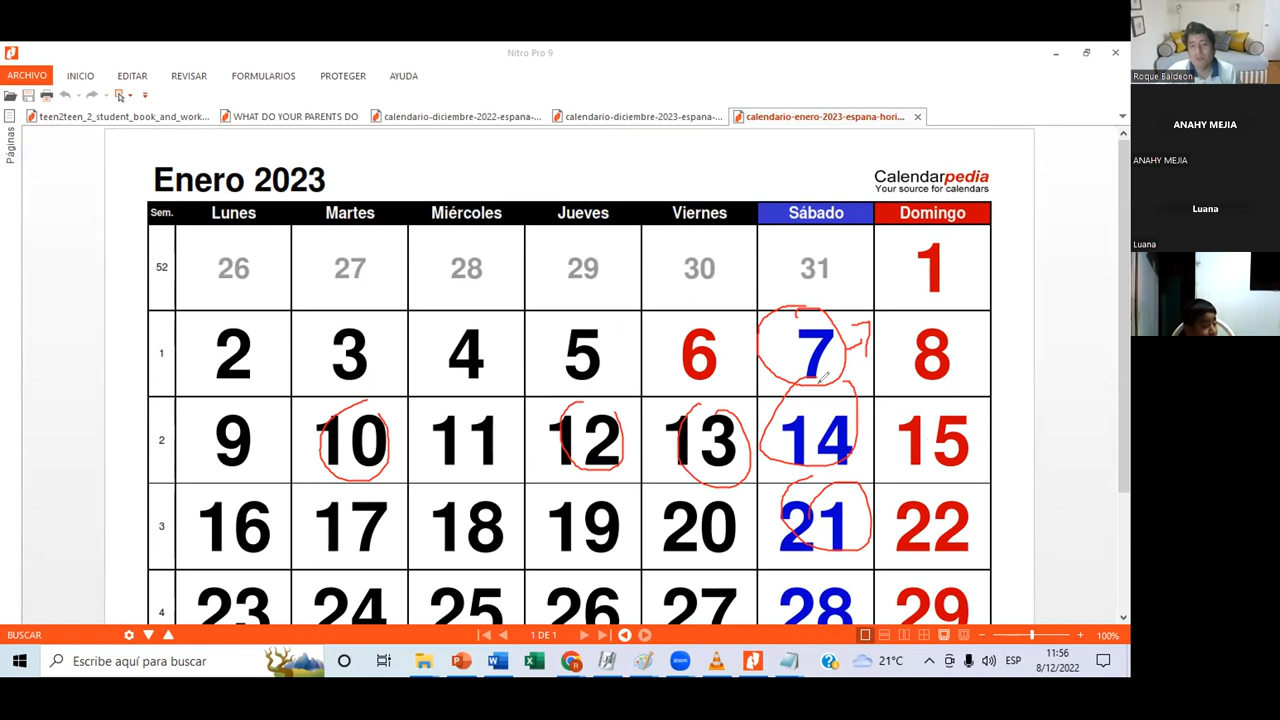 Nitro Pro 9
ARCHIVO INICIO EDITAR REVISAR FORMULARIOS PROTEGER AYUDA
teen2teen_2_student_book_and_work... WHAT DO YOUR PARENTS DO calendario-diciembre-2022-espana-... calendario-diciembre-2023-espana-... calendario-enero-2023-espana-hori...
Páginas
Enero 2023
Calendarpedia
Your source for calendars
Sem. Lunes Martes Miércoles Jueves Viernes Sábado Domingo
52 26 27 28 29 30 31 1
1 2 3 4 5 6 7 8
2 9 10 11 12 13 14 15
3 16 17 18 19 20 21 22
4 23 24 25 26 27 28 29
BUSCAR 1 DE 1 100%
Escribe aquí para buscar 21°C ESP 11:56
8/12/2022
Roque Baldeon
ANAHY MEJIA
ANAHY MEJIA
Luana
Luana